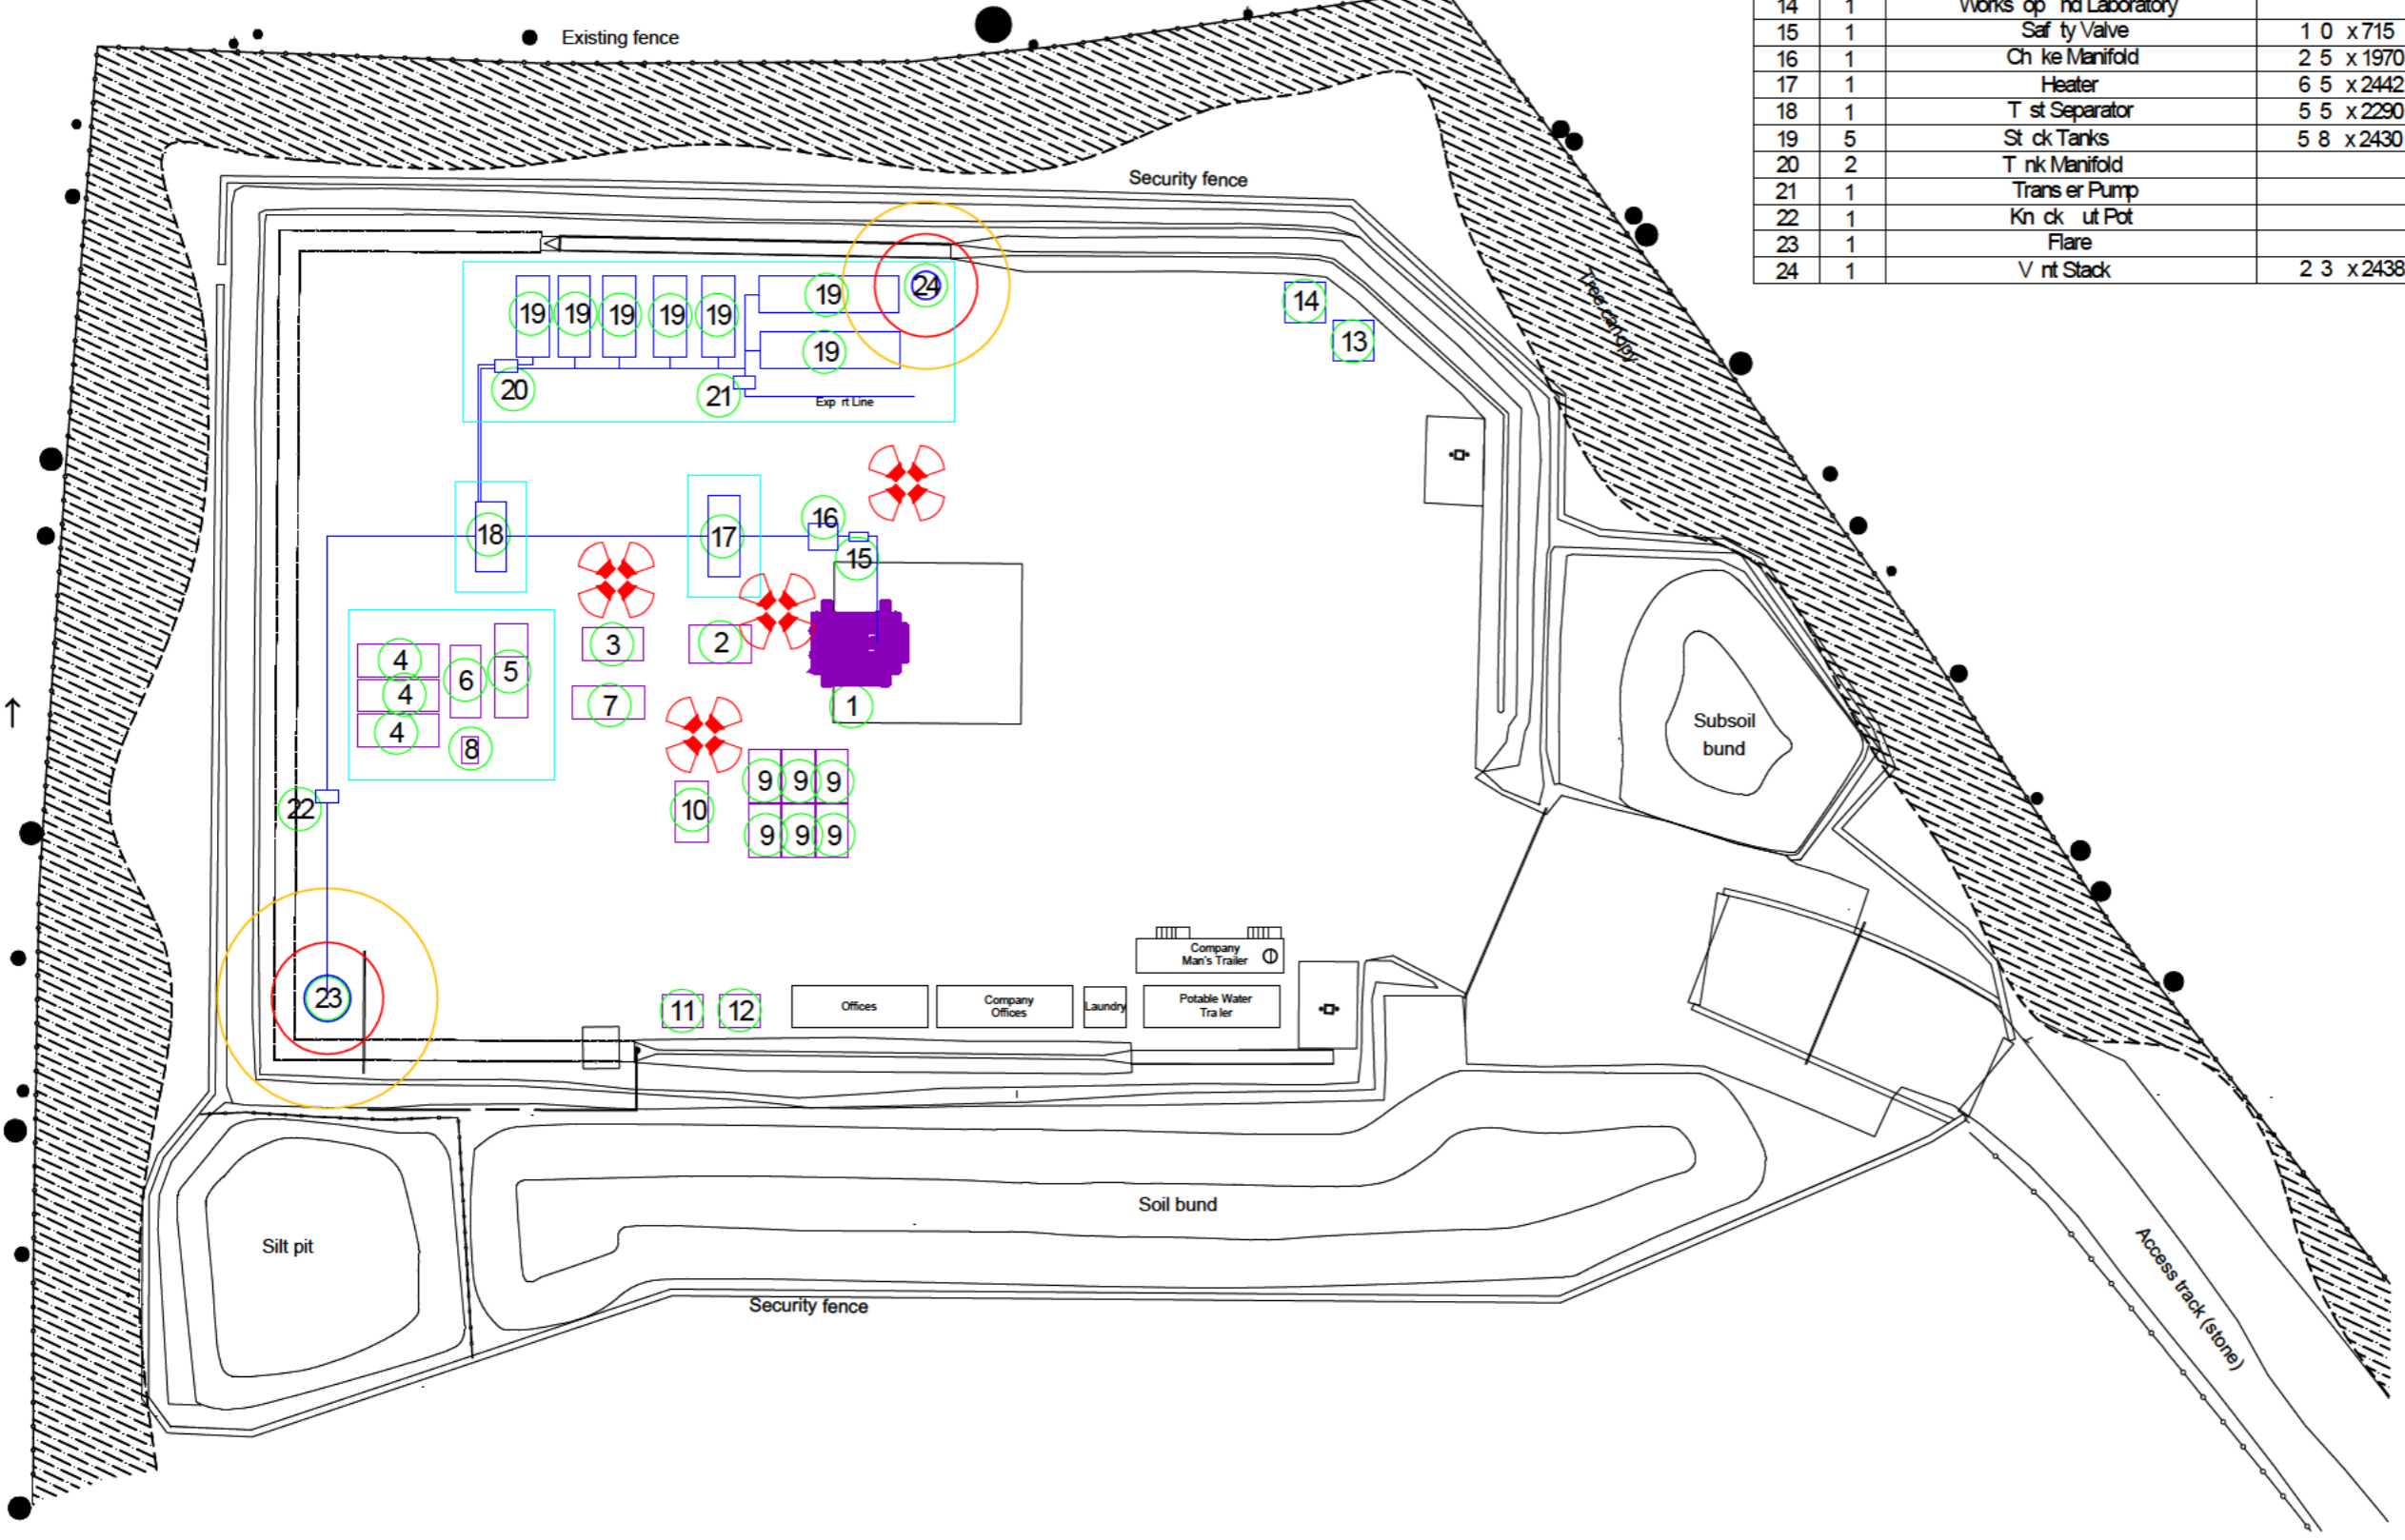 14 1 Works op nd Laboratory
15 1 Saf ty Valve 1 0 x 715
16 1 Ch ke Manifold 2 5 x 1970
17 1 Heater 6 5 x 2442
18 1 T st Separator 5 5 x 2290
19 5 St ck Tanks 5 8 x 2430
20 2 T nk Manifold
21 1 Trans er Pump
22 1 Kn ck ut Pot
23 1 Flare
24 1 V nt Stack 2 3 x 2438
Existing fence
Security fence
Tree canopy
24
19
19 19 19 19 19
19
14
13
20
21
Exp rt Line
16
18
17
15
3
2
4
6
5
4
7
1
4
8
Subsoil
bund
9 9 9
22
10
9 9 9
Company
Man's Trailer
23
11
12
Offices
Company
Offices
Laundry
Potable Water
Tra ler
Soil bund
Silt pit
Security fence
Access track (stone)